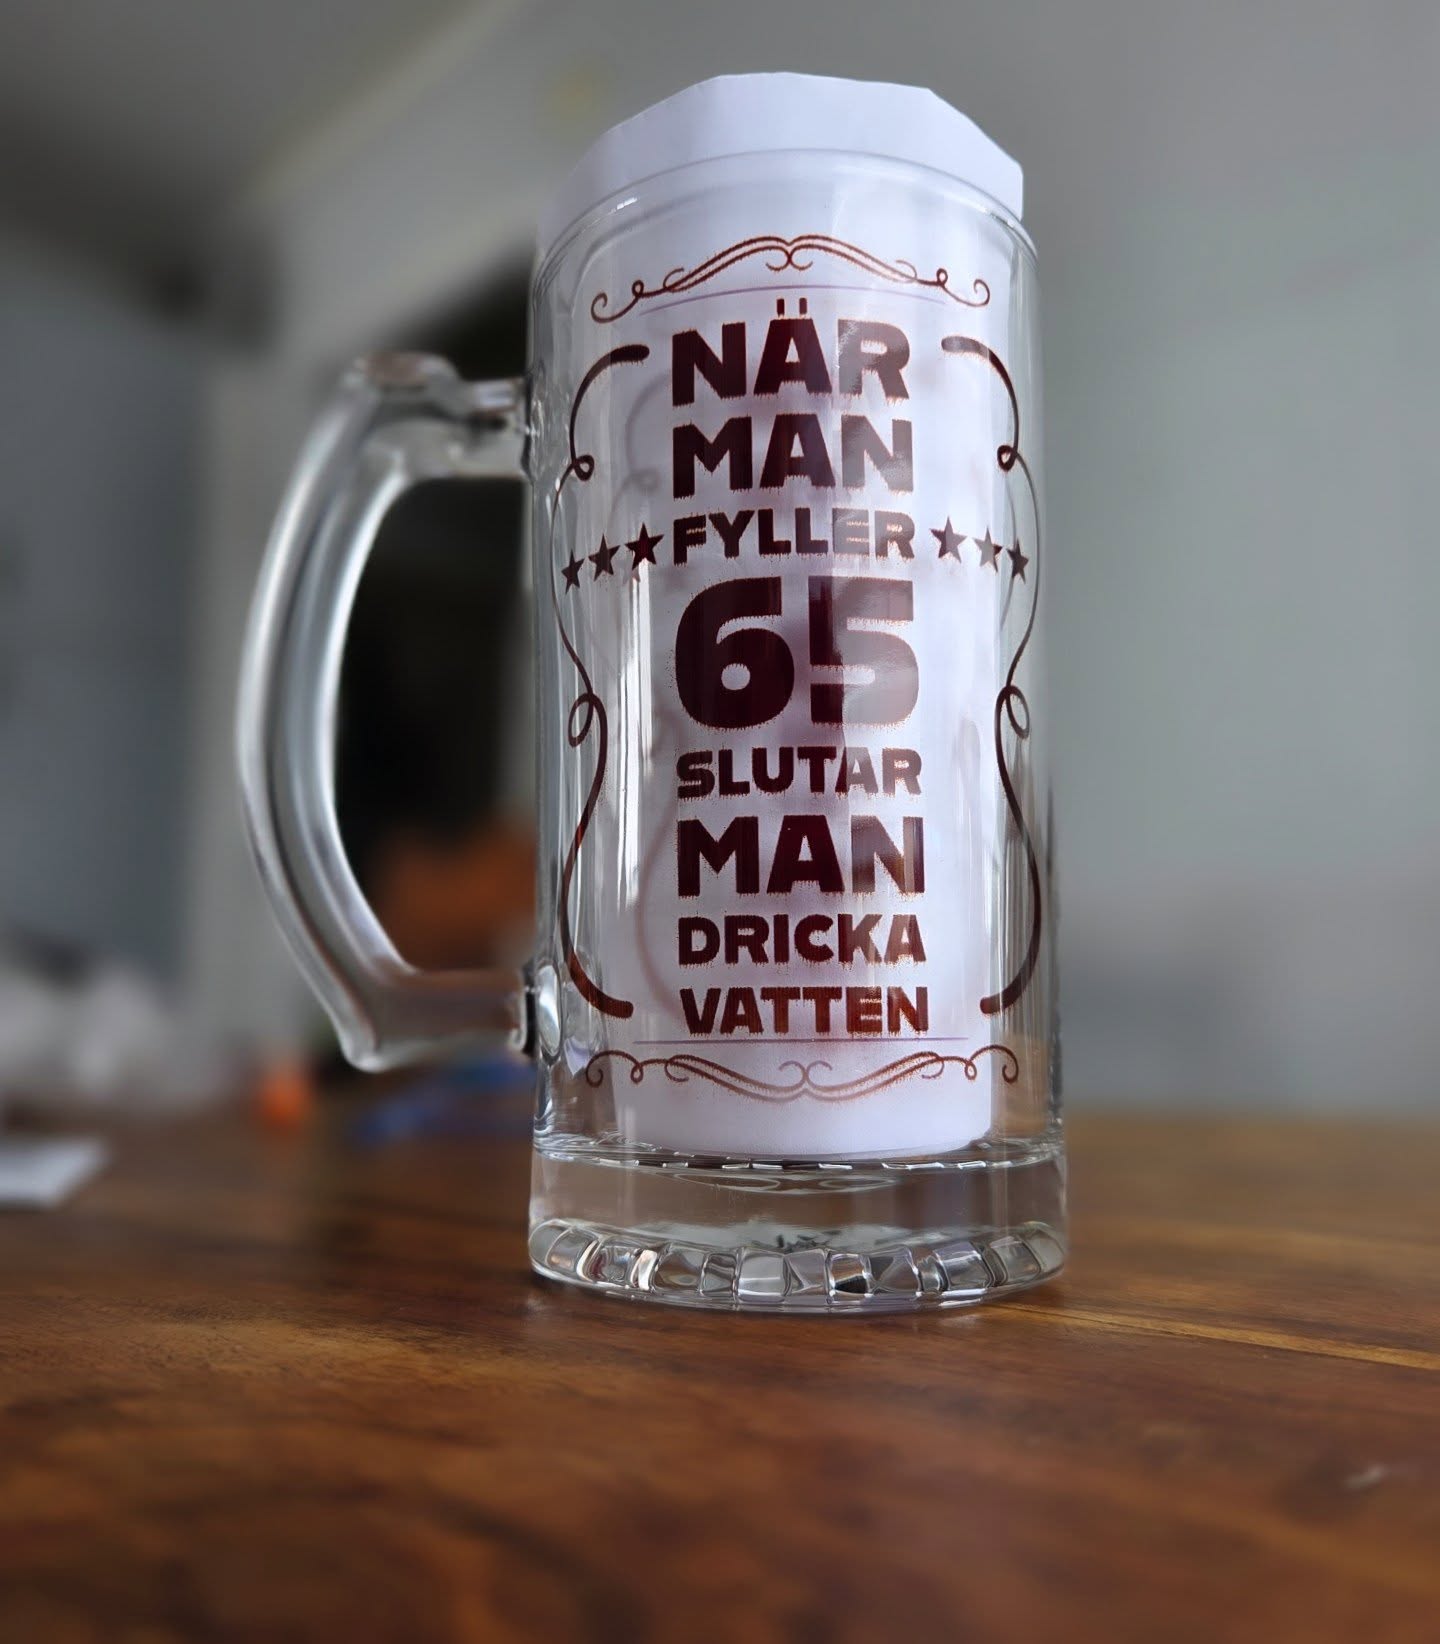 NÄR
MAN
FYLLER
65
SLUTAR
MAN
DRICKA
VATTEN